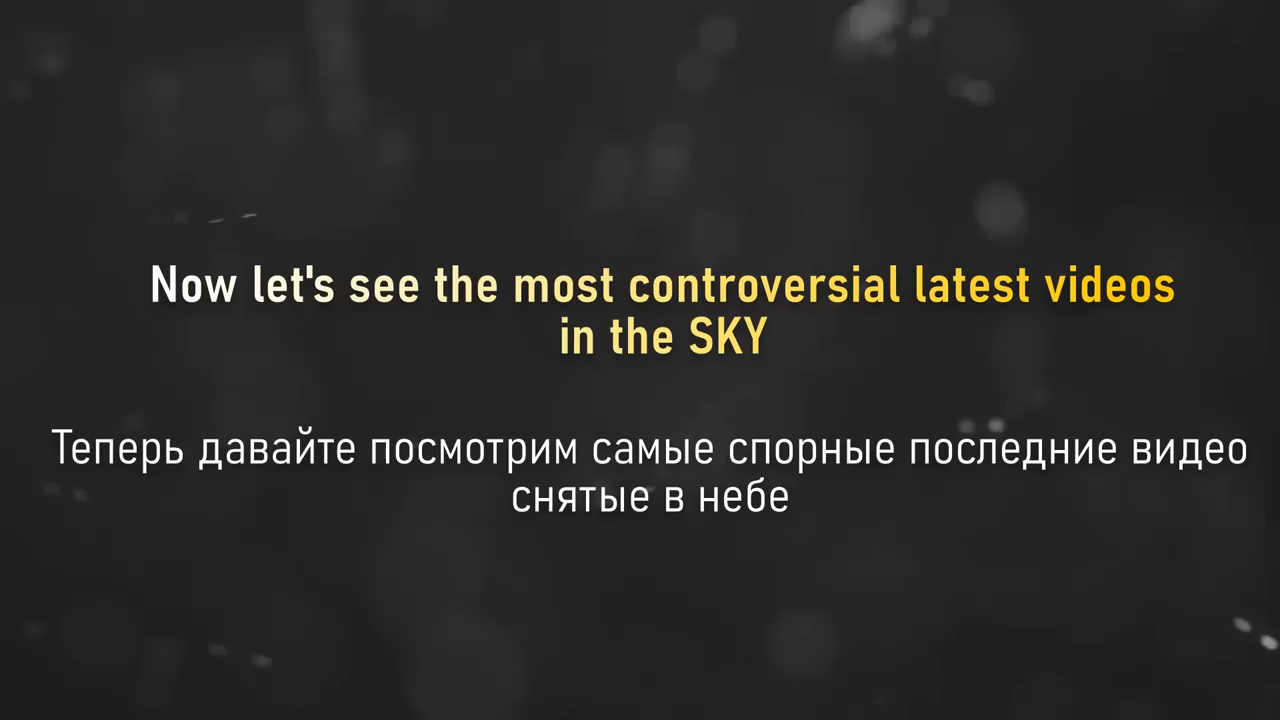 Now let's see the most controversial latest videos
in the SKY
Теперь давайте посмотрим самые спорные последние видео
снятые в небе